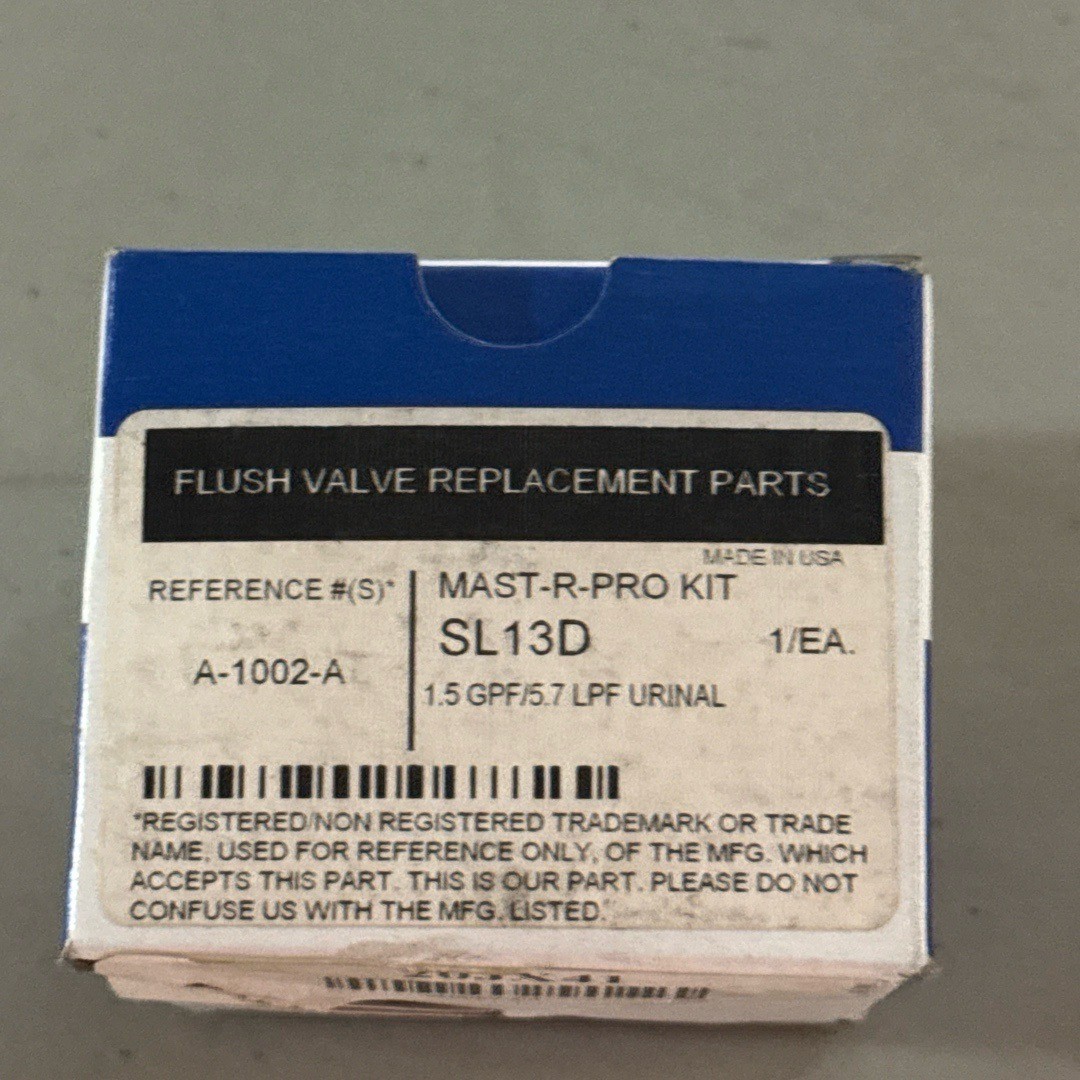 FLUSH VALVE REPLACEMENT PARTS
MADE IN USA
REFERENCE #(S)*
MAST-R-PRO KIT
SL13D 1/EA.
A-1002-A
1.5 GPF/5.7 LPF URINAL
*REGISTERED/NON REGISTERED TRADEMARK OR TRADE
NAME, USED FOR REFERENCE ONLY, OF THE MFG. WHICH
ACCEPTS THIS PART. THIS IS OUR PART. PLEASE DO NOT
CONFUSE US WITH THE MFG. LISTED.